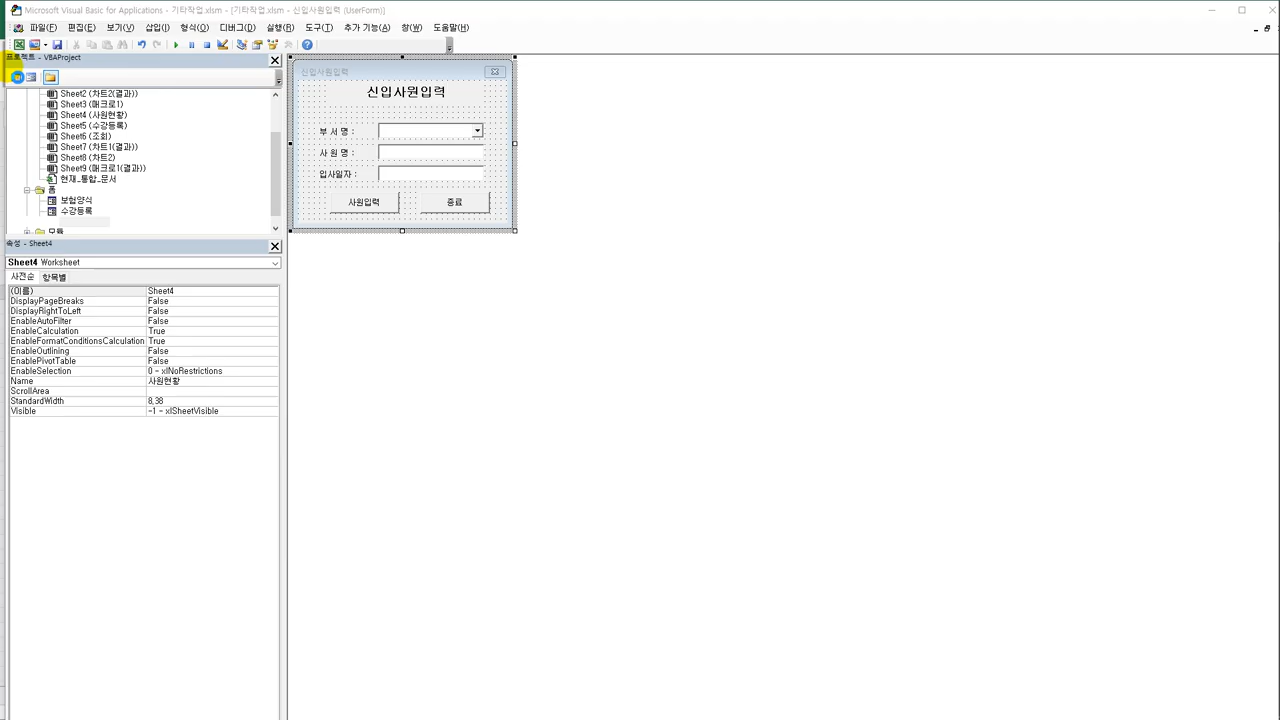 Microsoft Visual Basic for Applications - 기타작업.xlsm - [기타작업.xlsm - 신입사원입력 (UserForm)]
파일(F) 편집(E) 보기(V) 삽입(I) 형식(O) 디버그(D) 실행(R) 도구(T) 추가 기능(A) 창(W) 도움말(H)
프로젝트 - VBAProject
Sheet2 (차트2(결과))
Sheet3 (매크로1)
Sheet4 (사원현황)
Sheet5 (수강등록)
Sheet6 (조회)
Sheet7 (차트1(결과))
Sheet8 (차트2)
Sheet9 (매크로1(결과))
현재_통합_문서
폼
보험양식
수강등록
모듈
속성 - Sheet4
Sheet4 Worksheet
사전순 항목별
(이름) Sheet4
DisplayPageBreaks False
DisplayRightToLeft False
EnableAutoFilter False
EnableCalculation True
EnableFormatConditionsCalculation True
EnableOutlining False
EnablePivotTable False
EnableSelection 0 - xlNoRestrictions
Name 사원현황
ScrollArea
StandardWidth 8,38
Visible -1 - xlSheetVisible
신입사원입력
신입사원입력
부 서 명 :
사 원 명 :
입사일자 :
사원입력 종료